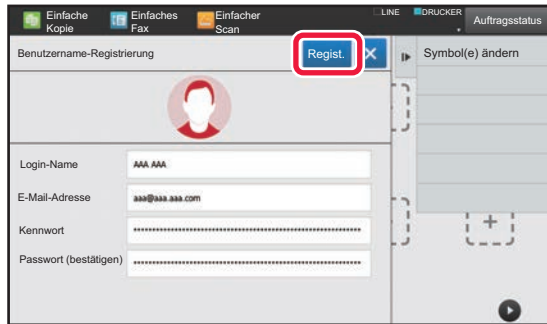 Einfache Kopie
Einfaches Fax
Einfacher Scan
LINE
DRUCKER
Auftragsstatus
Benutzername-Registrierung
Regist.
Symbol(e) ändern
Login-Name
AAA AAA
E-Mail-Adresse
aaa@aaa.aaa.com
Kennwort
Passwort (bestätigen)